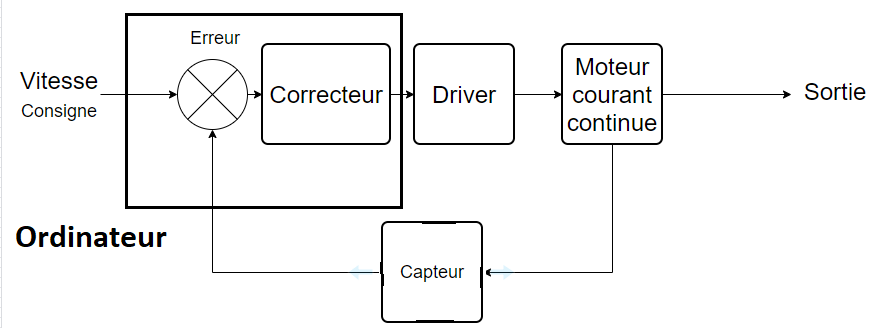 Erreur
Vitesse
Consigne
Correcteur
Driver
Moteur
courant
continue
Sortie
Ordinateur
Capteur